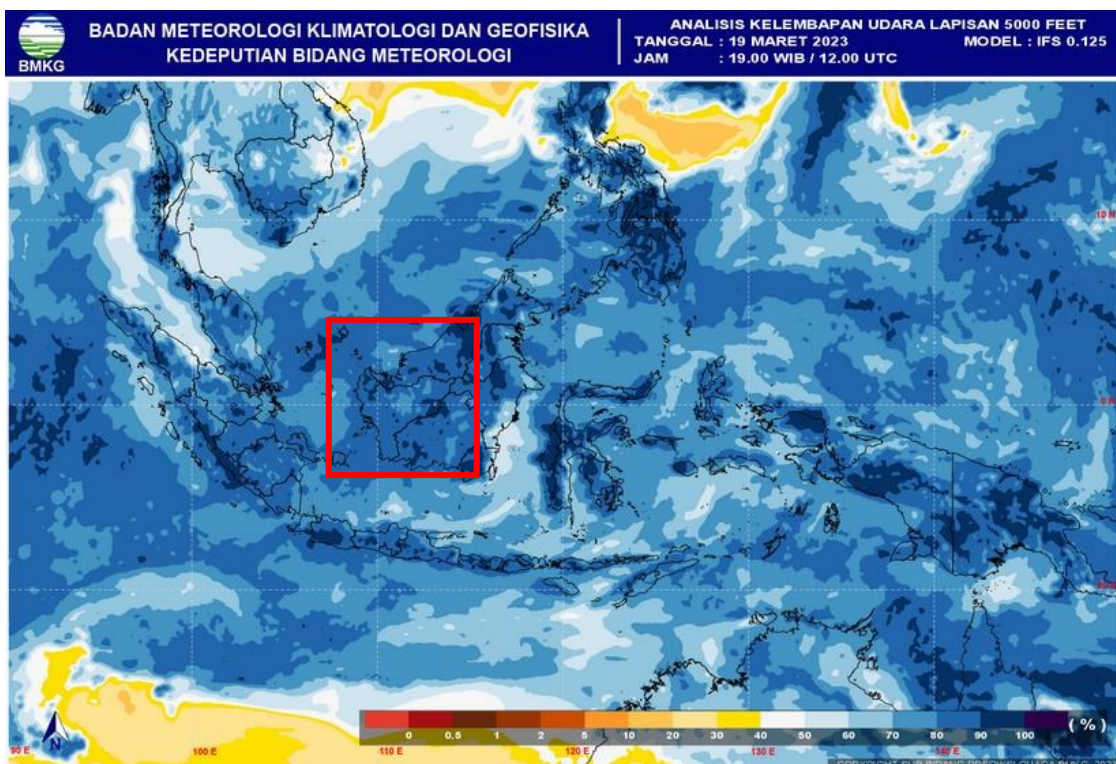 BMKG
BADAN METEOROLOGI KLIMATOLOGI DAN GEOFISIKA
KEDEPUTIAN BIDANG METEOROLOGI
ANALISIS KELEMBAPAN UDARA LAPISAN 5000 FEET
TANGGAL : 19 MARET 2023 MODEL : IFS 0.125
JAM : 19.00 WIB / 12.00 UTC
10 N
N
0 0.5 1 2 5 10 20 30 40 50 60 70 80 90 100 ( % )
90 E 100 E 110 E 120 E 130 E 140 E